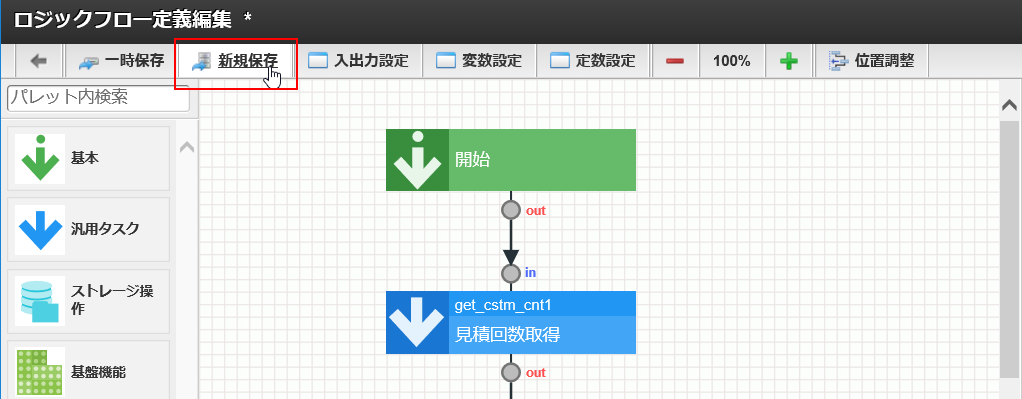 ロジックフロー定義編集 *
一時保存 新規保存 入出力設定 変数設定 定数設定 100% 位置調整
パレット内検索
基本
汎用タスク
ストレージ操
作
基盤機能
開始
out
in
get_cstm_cnt1
見積回数取得
out